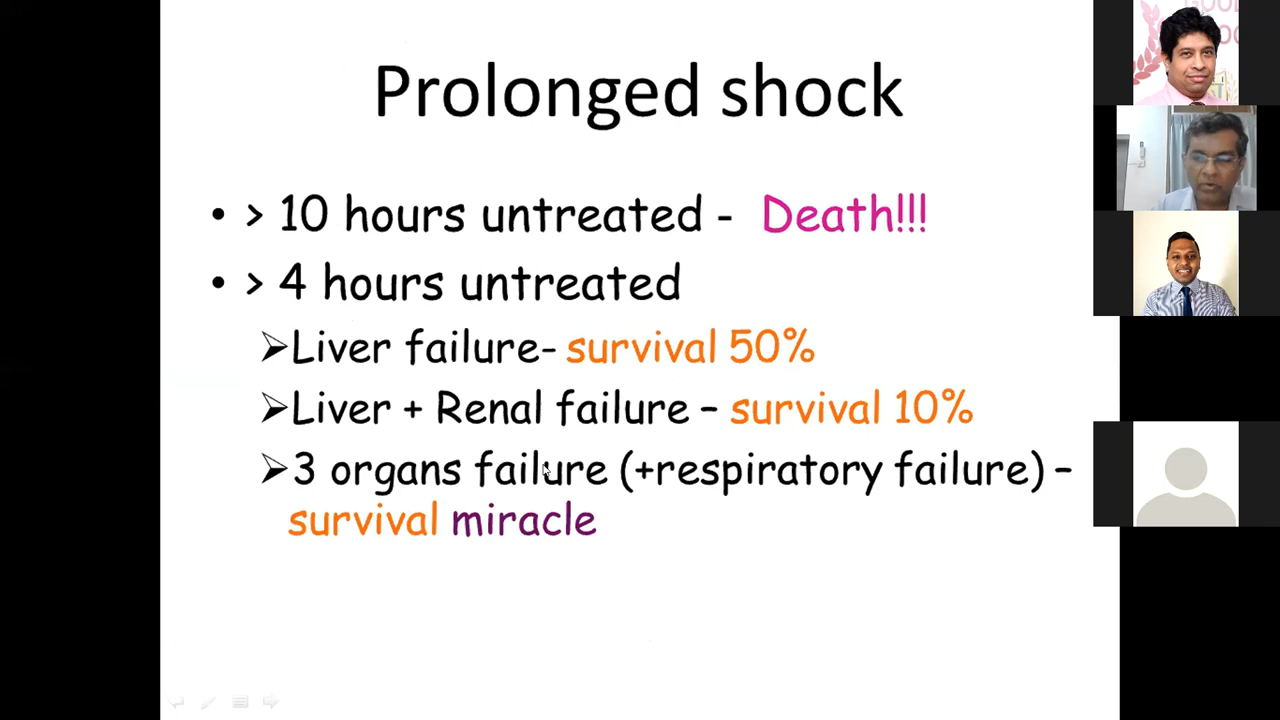 Prolonged shock
• > 10 hours untreated - Death!!!
• > 4 hours untreated
➢Liver failure- survival 50%
➢Liver + Renal failure – survival 10%
➢3 organs failure (+respiratory failure) –
survival miracle